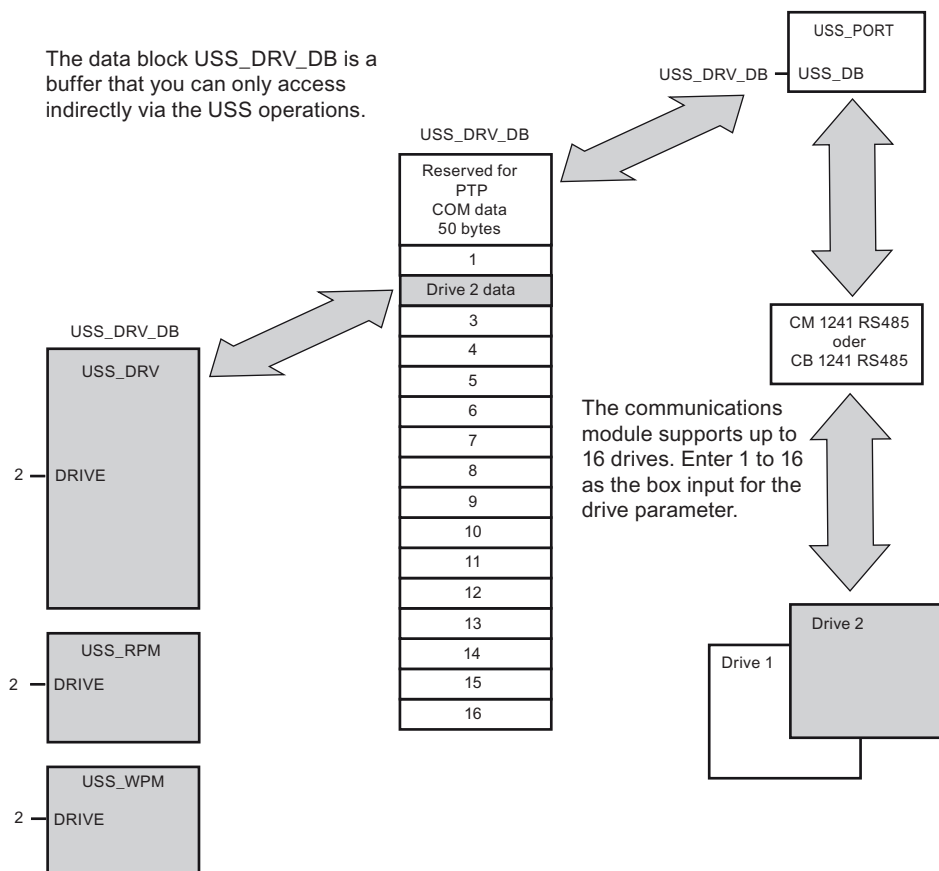 The data block USS_DRV_DB is a
buffer that you can only access
indirectly via the USS operations.
USS_PORT
USS_DRV_DB
USS_DB
USS_DRV_DB
Reserved for
PTP
COM data
50 bytes
1
Drive 2 data
3
4
5
6
7
8
9
10
11
12
13
14
15
16
USS_DRV_DB
USS_DRV
2
DRIVE
USS_RPM
2
DRIVE
USS_WPM
2
DRIVE
CM 1241 RS485
oder
CB 1241 RS485
The communications
module supports up to
16 drives. Enter 1 to 16
as the box input for the
drive parameter.
Drive 2
Drive 1